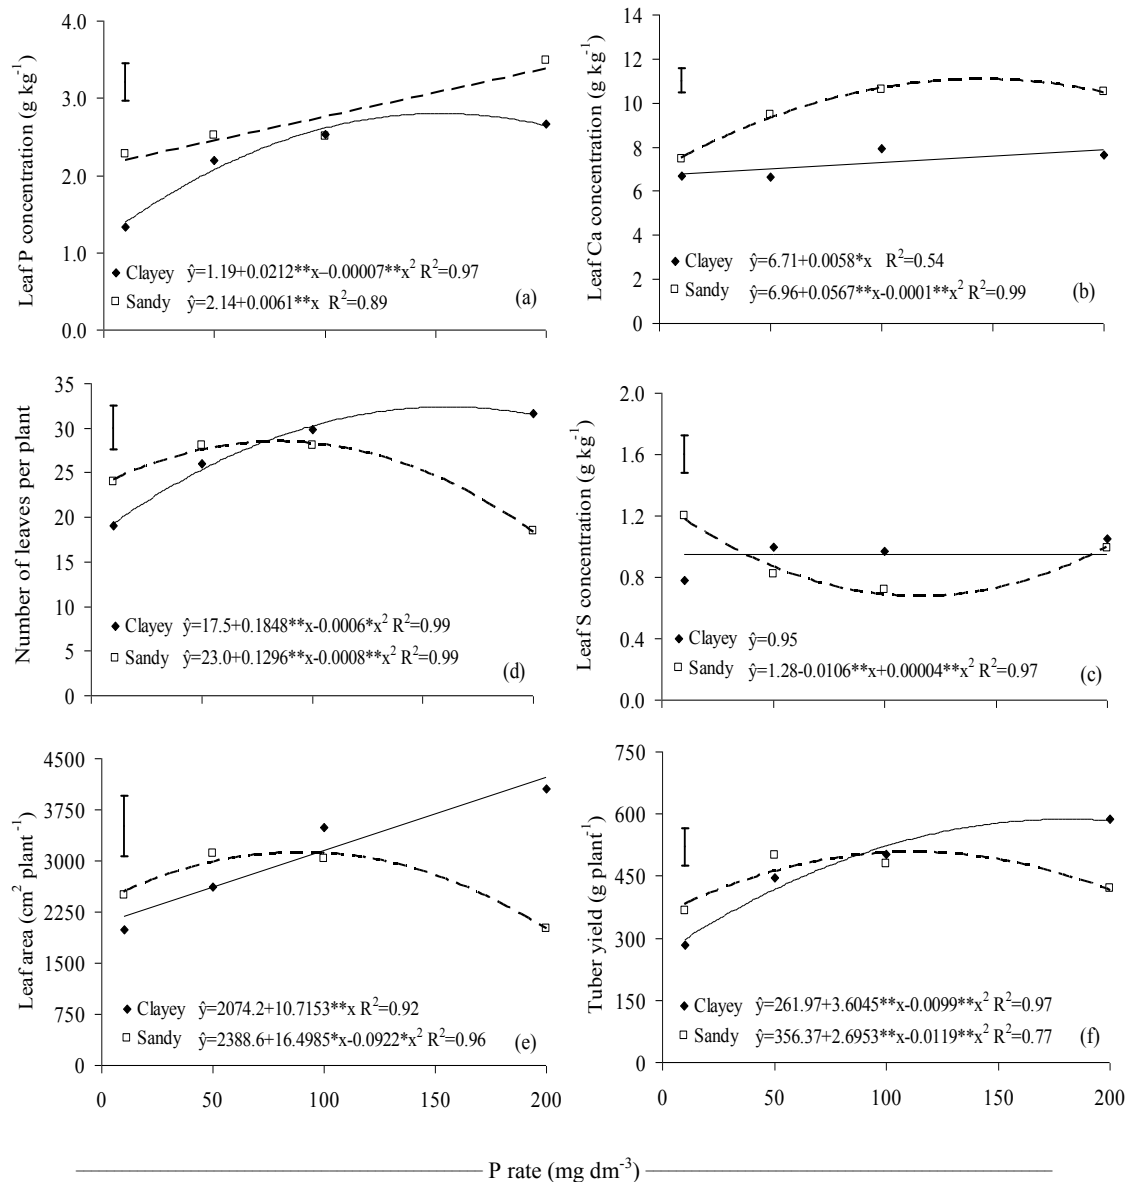 4.0
3.0
2.0
1.0
0.0
Leaf P concentration (g kg⁻¹)
Clayey ŷ=1.19+0.0212**x–0.00007**x² R²=0.97
Sandy ŷ=2.14+0.0061**x R²=0.89
(a)
14
12
10
8
6
4
2
0
Leaf Ca concentration (g kg⁻¹)
Clayey ŷ=6.71+0.0058*x R²=0.54
Sandy ŷ=6.96+0.0567**x-0.0001**x² R²=0.99
(b)
35
30
25
20
15
10
5
0
Number of leaves per plant
Clayey ŷ=17.5+0.1848**x-0.0006*x² R²=0.99
Sandy ŷ=23.0+0.1296**x-0.0008**x² R²=0.99
(d)
2.0
1.6
1.2
0.8
0.4
0.0
Leaf S concentration (g kg⁻¹)
Clayey ŷ=0.95
Sandy ŷ=1.28-0.0106**x+0.00004**x² R²=0.97
(c)
4500
3750
3000
2250
1500
750
0
Leaf area (cm² plant⁻¹)
Clayey ŷ=2074.2+10.7153**x R²=0.92
Sandy ŷ=2388.6+16.4985*x-0.0922*x² R²=0.96
(e)
0 50 100 200
750
600
450
300
150
0
Tuber yield (g plant⁻¹)
Clayey ŷ=261.97+3.6045**x-0.0099**x² R²=0.97
Sandy ŷ=356.37+2.6953**x-0.0119**x² R²=0.77
(f)
0 50 100 200
P rate (mg dm⁻³)